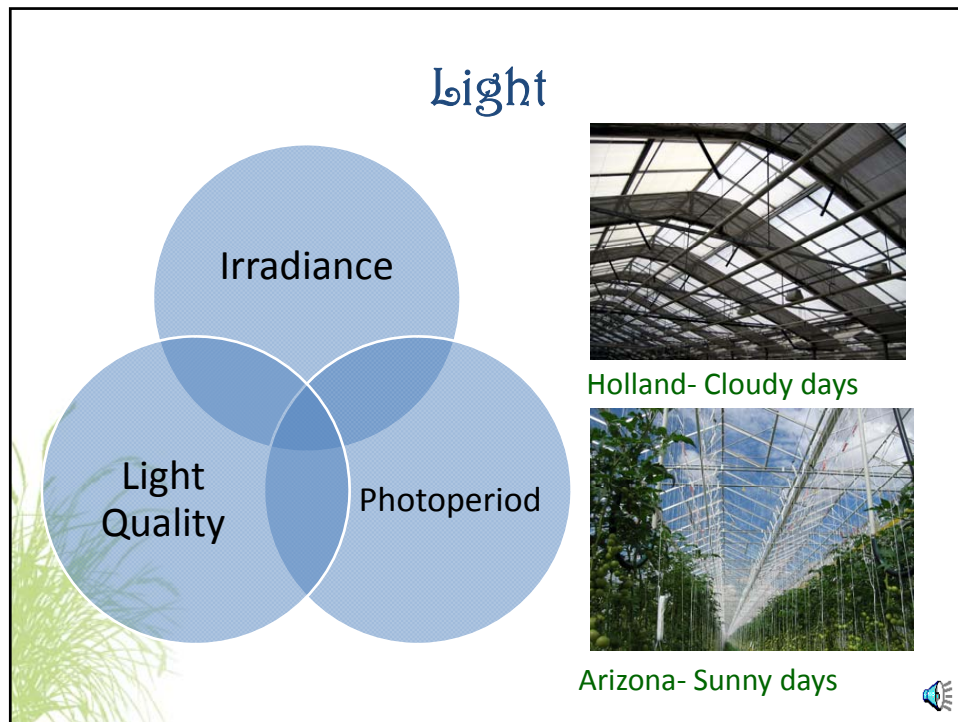 Light
Irradiance
Light
Quality
Photoperiod
Holland- Cloudy days
Arizona- Sunny days